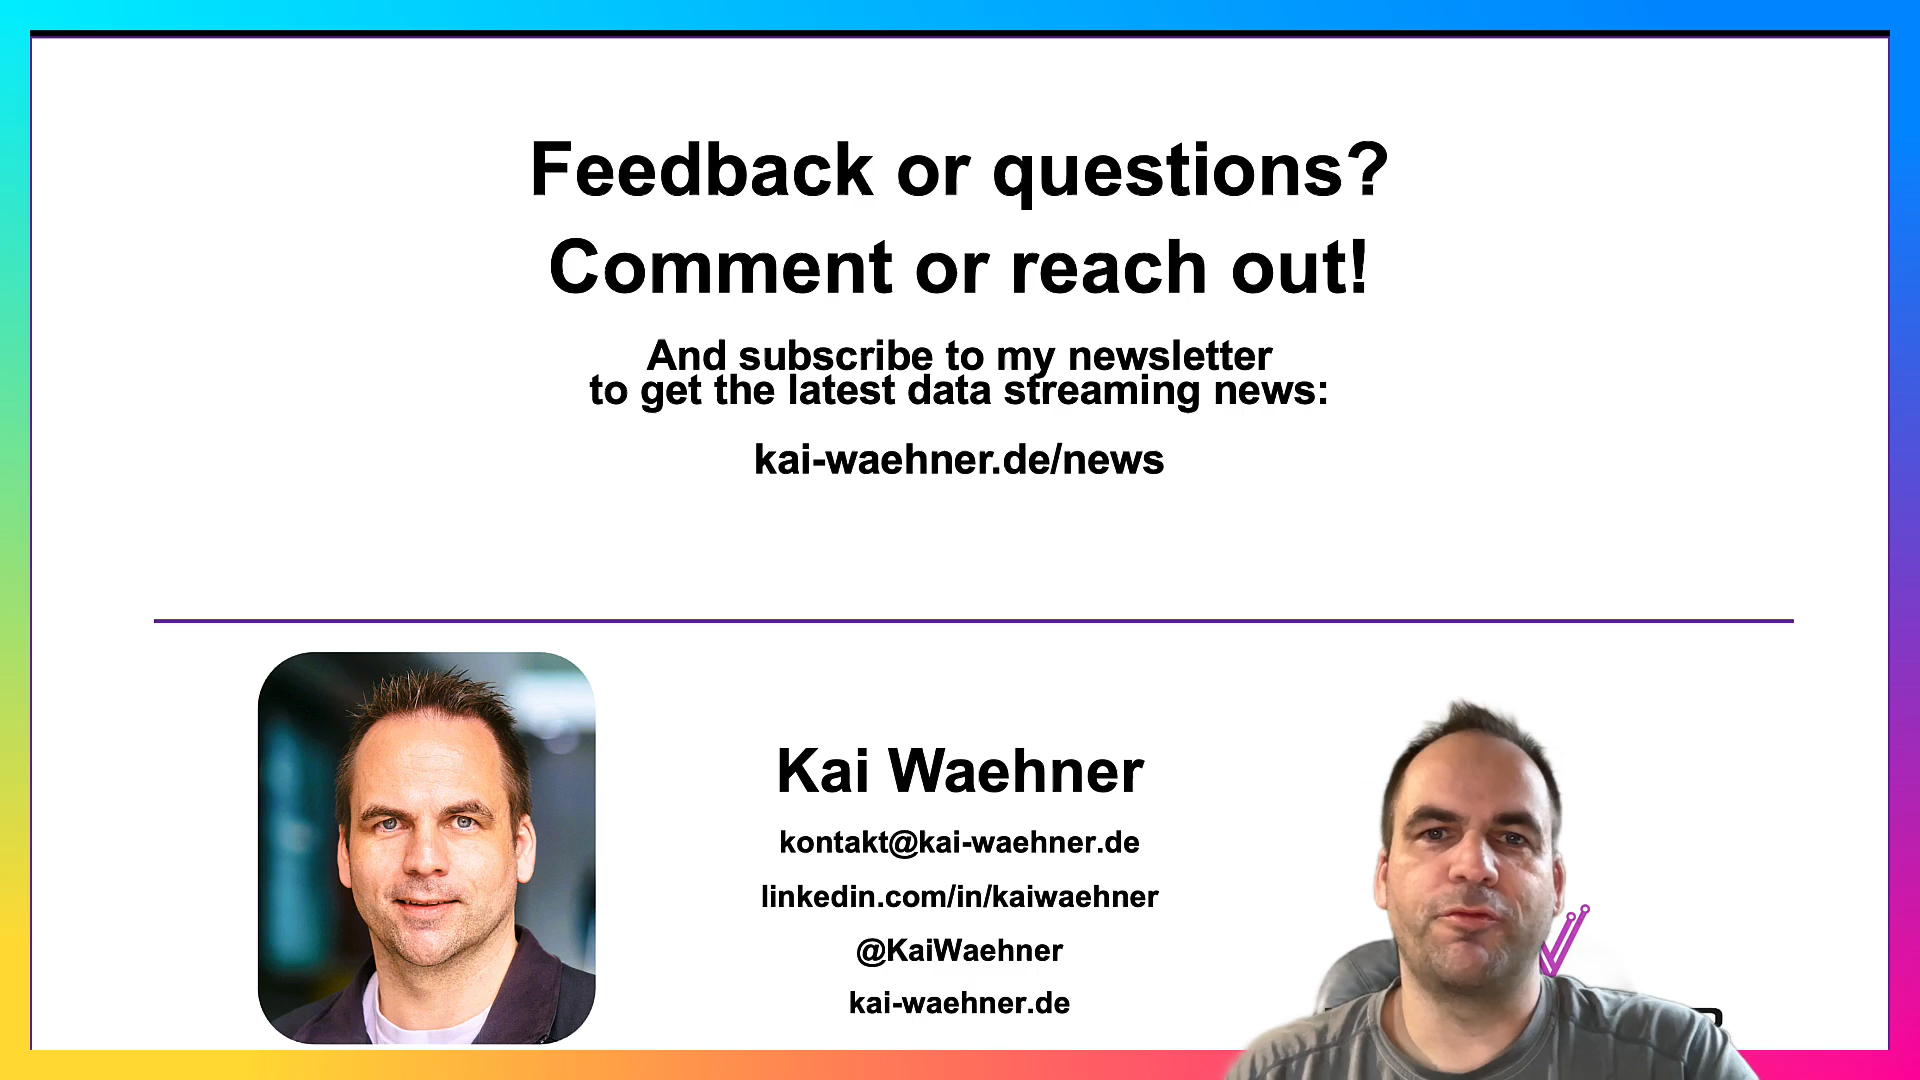 Feedback or questions?
Comment or reach out!
And subscribe to my newsletter
to get the latest data streaming news:
kai-waehner.de/news
Kai Waehner
kontakt@kai-waehner.de
linkedin.com/in/kaiwaehner
@KaiWaehner
kai-waehner.de